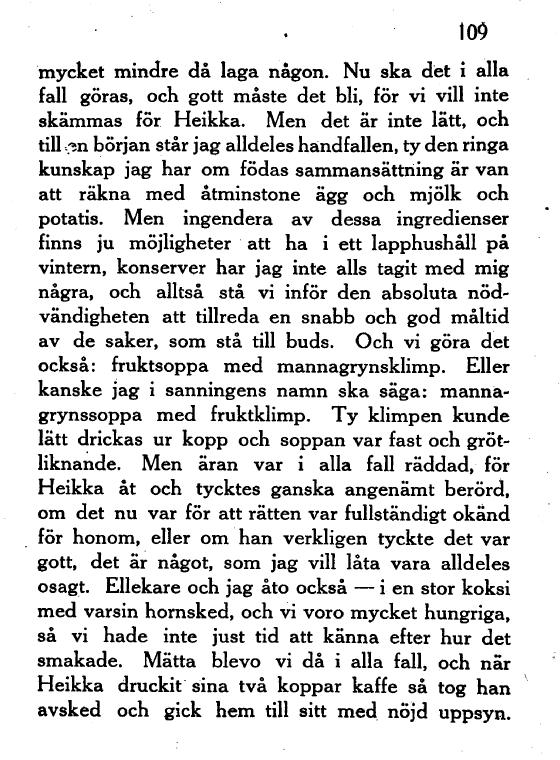 109
mycket mindre då laga någon. Nu ska det i alla
fall göras, och gott måste det bli, för vi vill inte
skämmas för Heikka. Men det är inte lätt, och
till en början står jag alldeles handfallen, ty den ringa
kunskap jag har om födas sammansättning är van
att räkna med åtminstone ägg och mjölk och
potatis. Men ingendera av dessa ingredienser
finns ju möjligheter att ha i ett lapphushåll på
vintern, konserver har jag inte alls tagit med mig
några, och alltså stå vi inför den absoluta nöd-
vändigheten att tillreda en snabb och god måltid
av de saker, som stå till buds. Och vi göra det
också: fruktsoppa med mannagrynsklimp. Eller
kanske jag i sanningens namn ska säga: manna-
grynssoppa med fruktklimp. Ty klimpen kunde
lätt drickas ur kopp och soppan var fast och gröt-
liknande. Men äran var i alla fall räddad, för
Heikka åt och tycktes ganska angenämt berörd,
om det nu var för att rätten var fullständigt okänd
för honom, eller om han verkligen tyckte det var
gott, det är något, som jag vill låta vara alldeles
osagt. Ellekare och jag åto också — i en stor koksi
med varsin hornsked, och vi voro mycket hungriga,
så vi hade inte just tid att känna efter hur det
smakade. Mätta blevo vi då i alla fall, och när
Heikka druckit sina två koppar kaffe så tog han
avsked och gick hem till sitt med nöjd uppsyn.